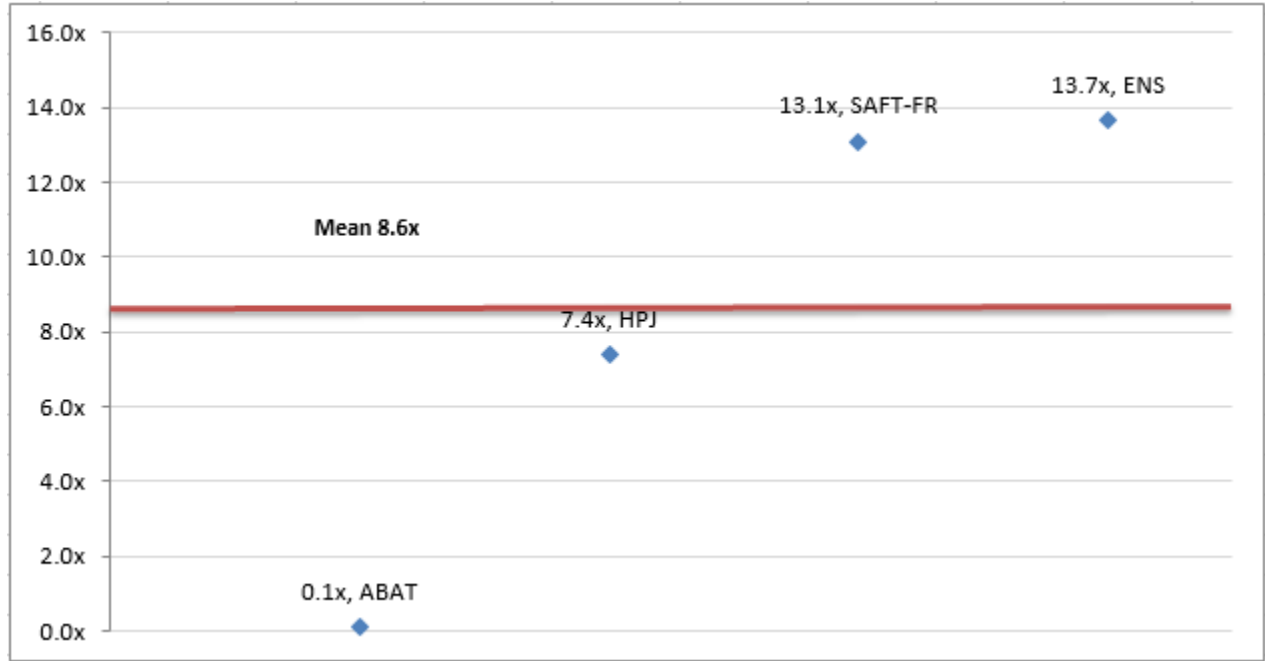 16.0x
13.7x, ENS
14.0x
13.1x, SAFT-FR
12.0x
Mean 8.6x
10.0x
8.0x
7.4x, HPJ
6.0x
4.0x
2.0x
0.1x, ABAT
0.0x